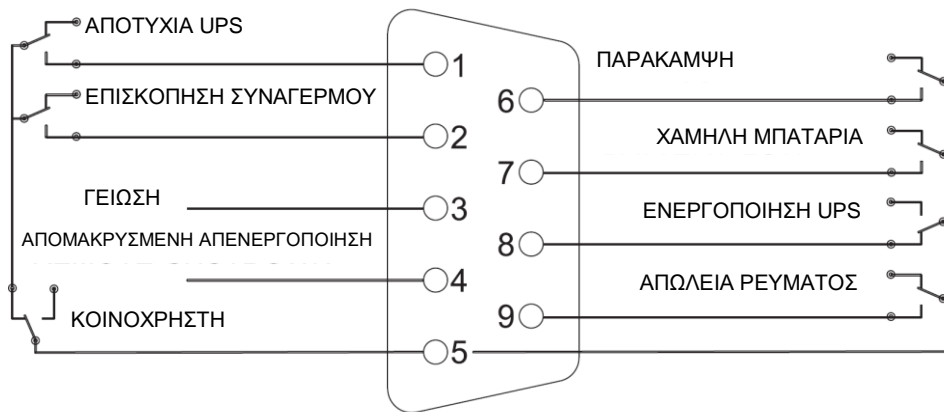 ΑΠΟΤΥΧΙΑ UPS
1
ΠΑΡΑΚΑΜΨΗ
6
ΕΠΙΣΚΟΠΗΣΗ ΣΥΝΑΓΕΡΜΟΥ
2
ΧΑΜΗΛΗ ΜΠΑΤΑΡΙΑ
7
ΓΕΙΩΣΗ
3
ΕΝΕΡΓΟΠΟΙΗΣΗ UPS
8
ΑΠΟΜΑΚΡΥΣΜΕΝΗ ΑΠΕΝΕΡΓΟΠΟΙΗΣΗ
4
ΑΠΩΛΕΙΑ ΡΕΥΜΑΤΟΣ
9
ΚΟΙΝΟΧΡΗΣΤΗ
5